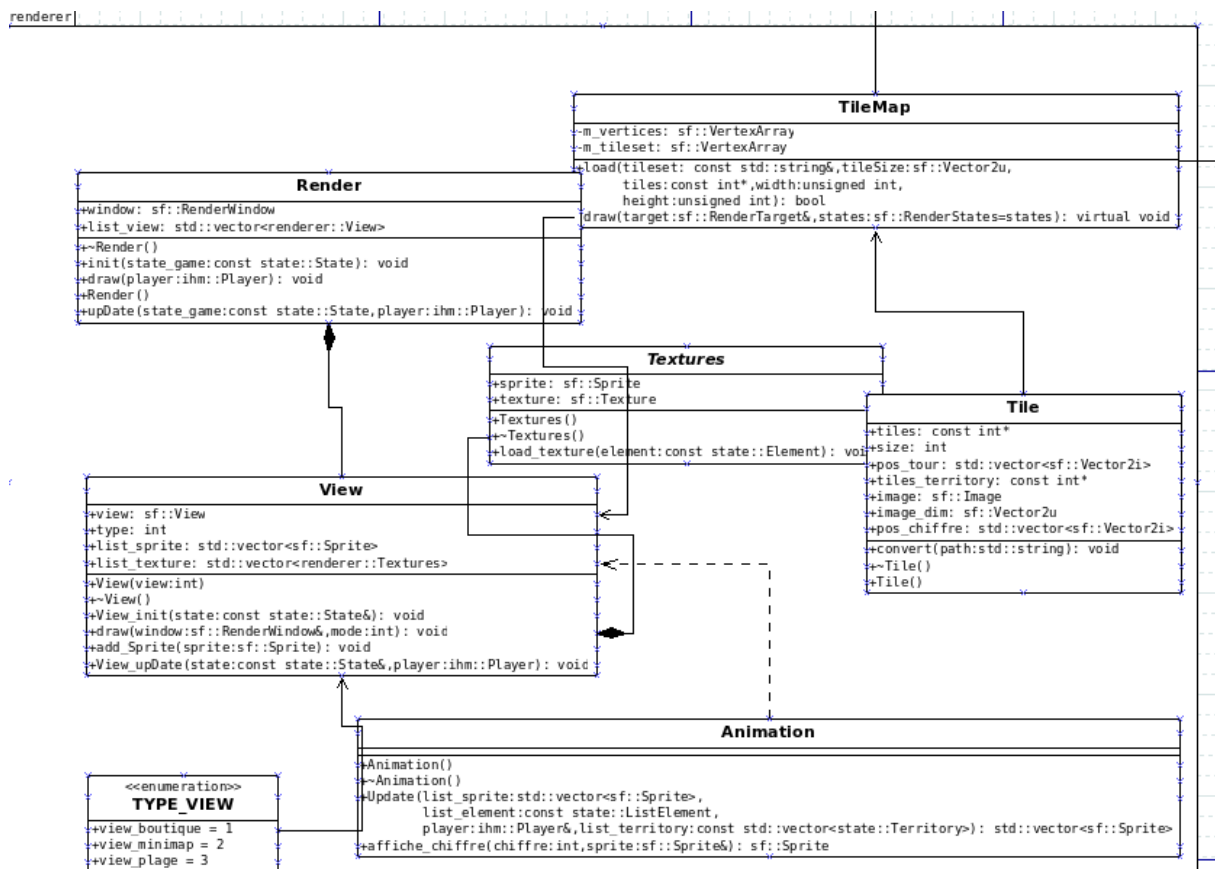 renderer
TileMap
-m_vertices: sf::VertexArray
-m_tileset: sf::VertexArray
+load(tileset: const std::string&,tileSize:sf::Vector2u,
tiles:const int*,width:unsigned int,
height:unsigned int): bool
draw(target:sf::RenderTarget&,states:sf::RenderStates=states): virtual void
Render
+window: sf::RenderWindow
+list_view: std::vector<renderer::View>
+~Render()
+init(state_game:const state::State): void
+draw(player:ihm::Player): void
+Render()
+upDate(state_game:const state::State,player:ihm::Player): void
Textures
+sprite: sf::Sprite
+texture: sf::Texture
+Textures()
+~Textures()
+load_texture(element:const state::Element): voi
Tile
+tiles: const int*
+size: int
+pos_tour: std::vector<sf::Vector2i>
+tiles_territory: const int*
+image: sf::Image
+image_dim: sf::Vector2u
+pos_chiffre: std::vector<sf::Vector2i>
+convert(path:std::string): void
+~Tile()
+Tile()
View
+view: sf::View
+type: int
+list_sprite: std::vector<sf::Sprite>
+list_texture: std::vector<renderer::Textures>
+View(view:int)
+~View()
+View_init(state:const state::State&): void
+draw(window:sf::RenderWindow&,mode:int): void
+add_Sprite(sprite:sf::Sprite): void
+View_upDate(state:const state::State&,player:ihm::Player): void
Animation
+Animation()
+~Animation()
+Update(list_sprite:std::vector<sf::Sprite>,
list_element:const state::ListElement,
player:ihm::Player&,list_territory:const std::vector<state::Territory>): std::vector<sf::Sprite>
+affiche_chiffre(chiffre:int,sprite:sf::Sprite&): sf::Sprite
<<enumeration>>
TYPE_VIEW
+view_boutique = 1
+view_minimap = 2
+view_plage = 3